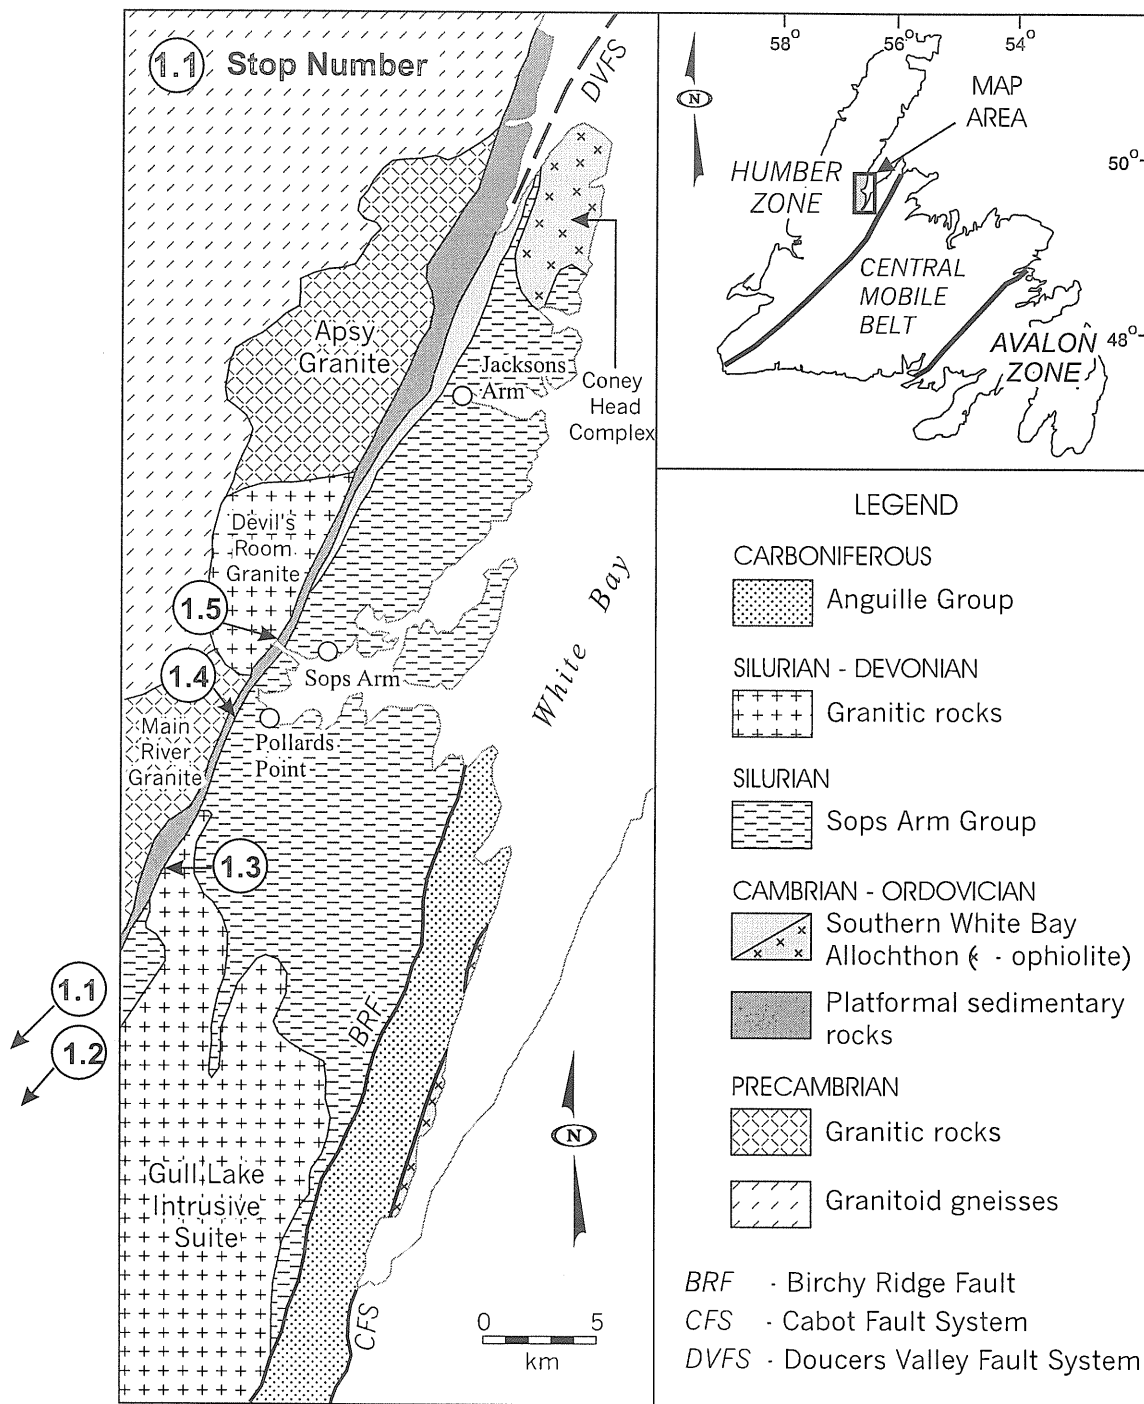 1.1 Stop Number
DVFS
Apsy
Granite
Jacksons
Arm
Coney
Head
Complex
Devil's
Room
Granite
1.5
Sops Arm
1.4
White Bay
Main
River
Granite
Pollards
Point
1.3
1.1
1.2
BRF
N
Gull Lake
Intrusive
Suite
CFS
0 5
km
58° 56° 54°
N
MAP
AREA
50°
HUMBER
ZONE
CENTRAL
MOBILE
BELT
48°
AVALON
ZONE
LEGEND
CARBONIFEROUS
Anguille Group
SILURIAN - DEVONIAN
Granitic rocks
SILURIAN
Sops Arm Group
CAMBRIAN - ORDOVICIAN
Southern White Bay
Allochthon (x - ophiolite)
Platformal sedimentary
rocks
PRECAMBRIAN
Granitic rocks
Granitoid gneisses
BRF - Birchy Ridge Fault
CFS - Cabot Fault System
DVFS - Doucers Valley Fault System